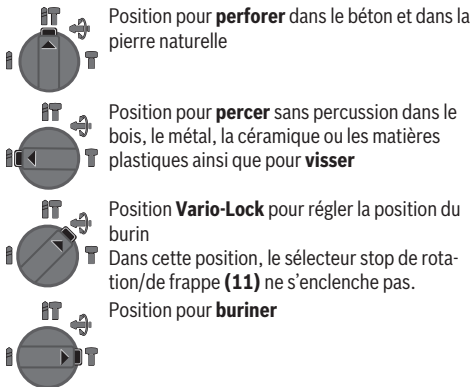 Position pour perforer dans le béton et dans la
pierre naturelle
Position pour percer sans percussion dans le
bois, le métal, la céramique ou les matières
plastiques ainsi que pour visser
Position Vario-Lock pour régler la position du
burin
Dans cette position, le sélecteur stop de rota-
tion/de frappe (11) ne s’enclenche pas.
Position pour buriner